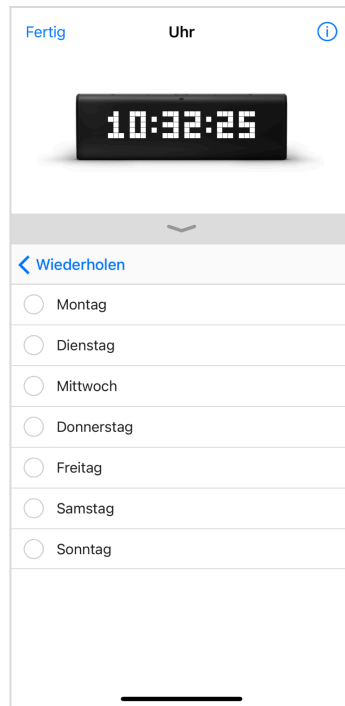 Fertig Uhr
10:32:25
Wiederholen
Montag
Dienstag
Mittwoch
Donnerstag
Freitag
Samstag
Sonntag